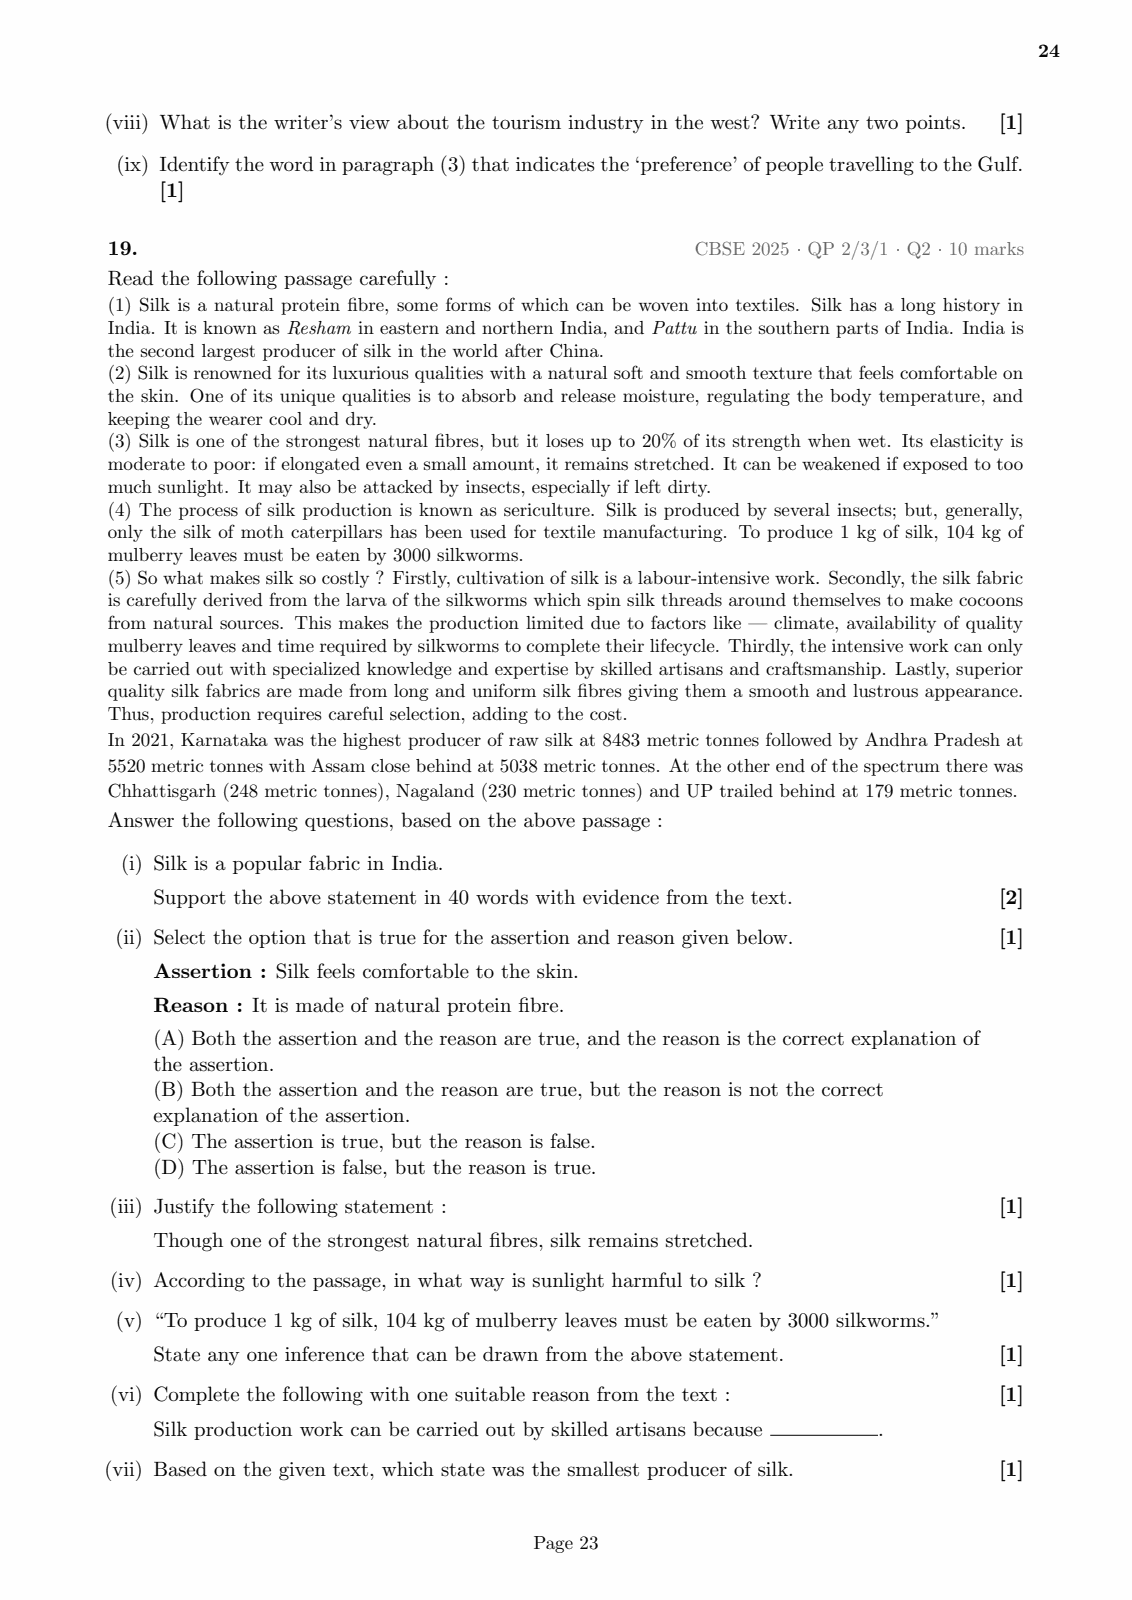 24
(viii) What is the writer's view about the tourism industry in the west? Write any two points. [1]
(ix) Identify the word in paragraph (3) that indicates the ‘preference’ of people travelling to the Gulf.
[1]
19. CBSE 2025 · QP 2/3/1 · Q2 · 10 marks
Read the following passage carefully :
(1) Silk is a natural protein fibre, some forms of which can be woven into textiles. Silk has a long history in
India. It is known as Resham in eastern and northern India, and Pattu in the southern parts of India. India is
the second largest producer of silk in the world after China.
(2) Silk is renowned for its luxurious qualities with a natural soft and smooth texture that feels comfortable on
the skin. One of its unique qualities is to absorb and release moisture, regulating the body temperature, and
keeping the wearer cool and dry.
(3) Silk is one of the strongest natural fibres, but it loses up to 20% of its strength when wet. Its elasticity is
moderate to poor: if elongated even a small amount, it remains stretched. It can be weakened if exposed to too
much sunlight. It may also be attacked by insects, especially if left dirty.
(4) The process of silk production is known as sericulture. Silk is produced by several insects; but, generally,
only the silk of moth caterpillars has been used for textile manufacturing. To produce 1 kg of silk, 104 kg of
mulberry leaves must be eaten by 3000 silkworms.
(5) So what makes silk so costly ? Firstly, cultivation of silk is a labour-intensive work. Secondly, the silk fabric
is carefully derived from the larva of the silkworms which spin silk threads around themselves to make cocoons
from natural sources. This makes the production limited due to factors like — climate, availability of quality
mulberry leaves and time required by silkworms to complete their lifecycle. Thirdly, the intensive work can only
be carried out with specialized knowledge and expertise by skilled artisans and craftsmanship. Lastly, superior
quality silk fabrics are made from long and uniform silk fibres giving them a smooth and lustrous appearance.
Thus, production requires careful selection, adding to the cost.
In 2021, Karnataka was the highest producer of raw silk at 8483 metric tonnes followed by Andhra Pradesh at
5520 metric tonnes with Assam close behind at 5038 metric tonnes. At the other end of the spectrum there was
Chhattisgarh (248 metric tonnes), Nagaland (230 metric tonnes) and UP trailed behind at 179 metric tonnes.
Answer the following questions, based on the above passage :
(i) Silk is a popular fabric in India.
Support the above statement in 40 words with evidence from the text. [2]
(ii) Select the option that is true for the assertion and reason given below. [1]
Assertion : Silk feels comfortable to the skin.
Reason : It is made of natural protein fibre.
(A) Both the assertion and the reason are true, and the reason is the correct explanation of
the assertion.
(B) Both the assertion and the reason are true, but the reason is not the correct
explanation of the assertion.
(C) The assertion is true, but the reason is false.
(D) The assertion is false, but the reason is true.
(iii) Justify the following statement : [1]
Though one of the strongest natural fibres, silk remains stretched.
(iv) According to the passage, in what way is sunlight harmful to silk ? [1]
(v) “To produce 1 kg of silk, 104 kg of mulberry leaves must be eaten by 3000 silkworms.”
State any one inference that can be drawn from the above statement. [1]
(vi) Complete the following with one suitable reason from the text : [1]
Silk production work can be carried out by skilled artisans because __________.
(vii) Based on the given text, which state was the smallest producer of silk. [1]
Page 23